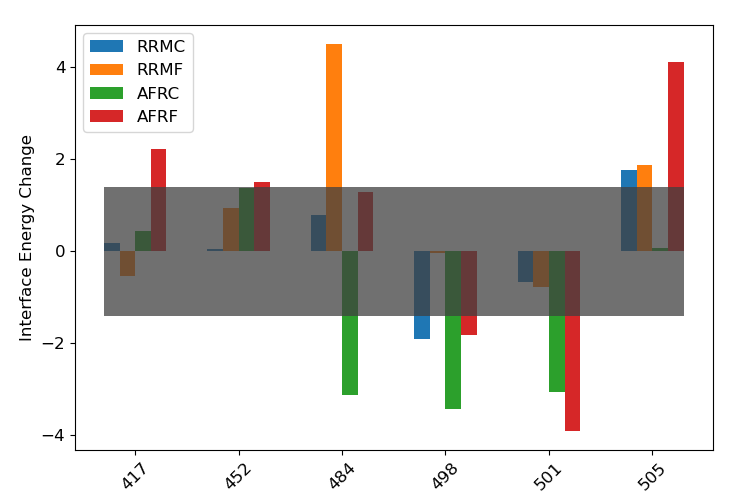 RRMC
RRMF
AFRC
AFRF
Interface Energy Change
4
2
0
−2
−4
417 452 484 498 501 505